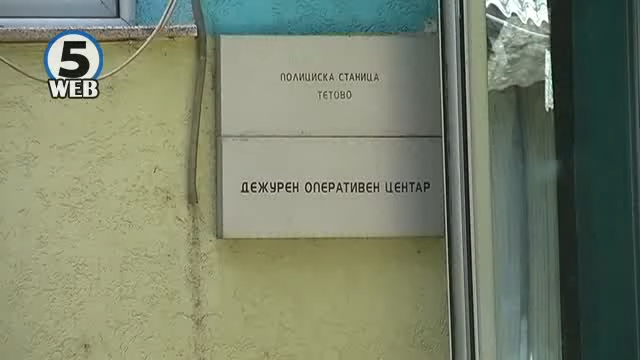 5
WEB
ПОЛИЦИСКА СТАНИЦА
ТЕТОВО
ДЕЖУРЕН ОПЕРАТИВЕН ЦЕНТАР